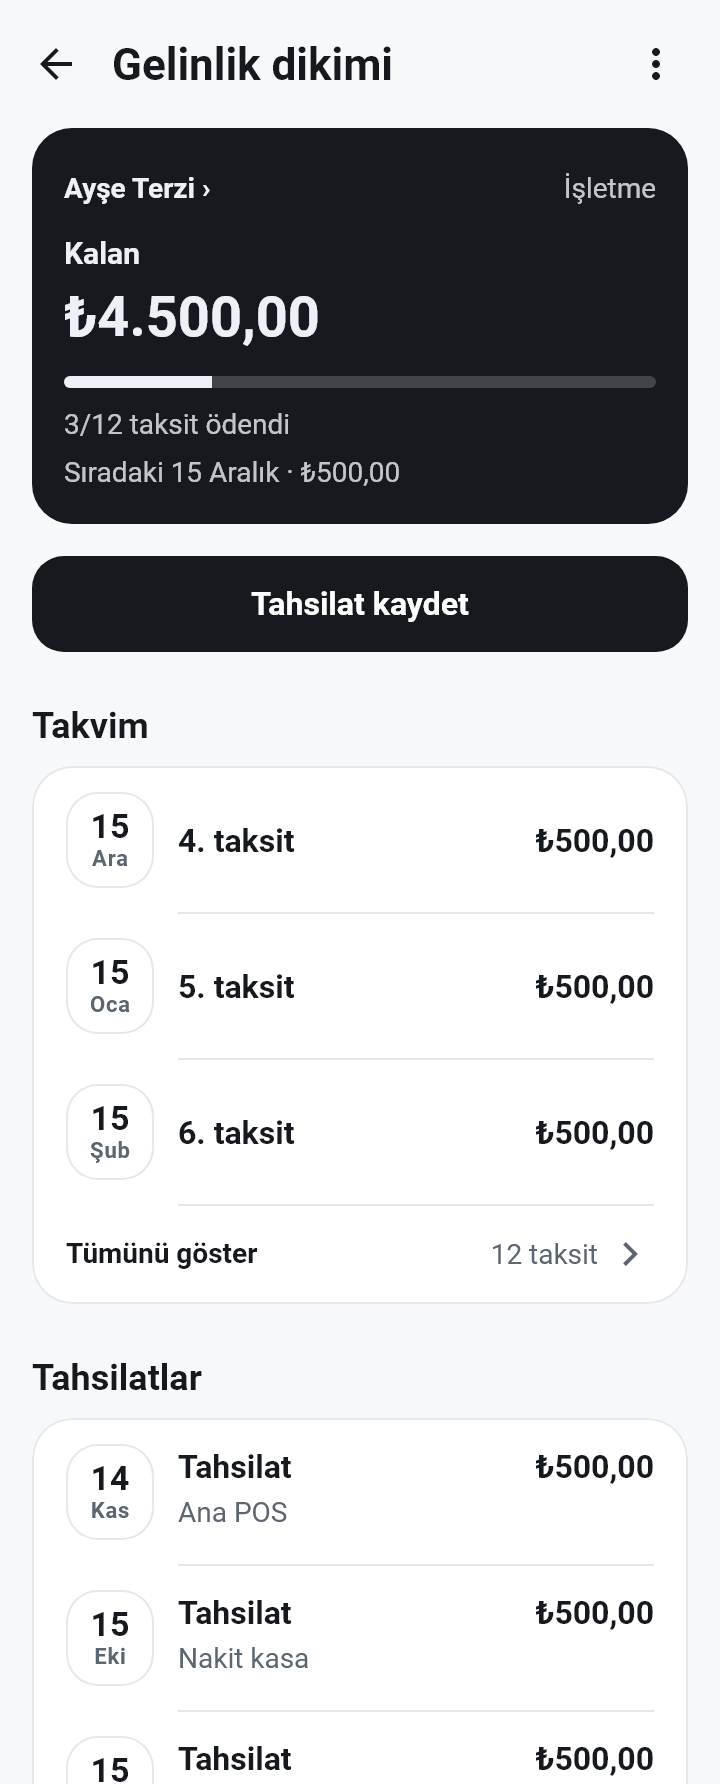 Gelinlik dikimi
Ayşe Terzi ›
İşletme
Kalan
₺4.500,00
3/12 taksit ödendi
Sıradaki 15 Aralık · ₺500,00
Tahsilat kaydet
Takvim
15
Ara
4. taksit
₺500,00
15
Oca
5. taksit
₺500,00
15
Şub
6. taksit
₺500,00
Tümünü göster
12 taksit
Tahsilatlar
14
Kas
Tahsilat
₺500,00
Ana POS
15
Eki
Tahsilat
₺500,00
Nakit kasa
15
Tahsilat
₺500,00